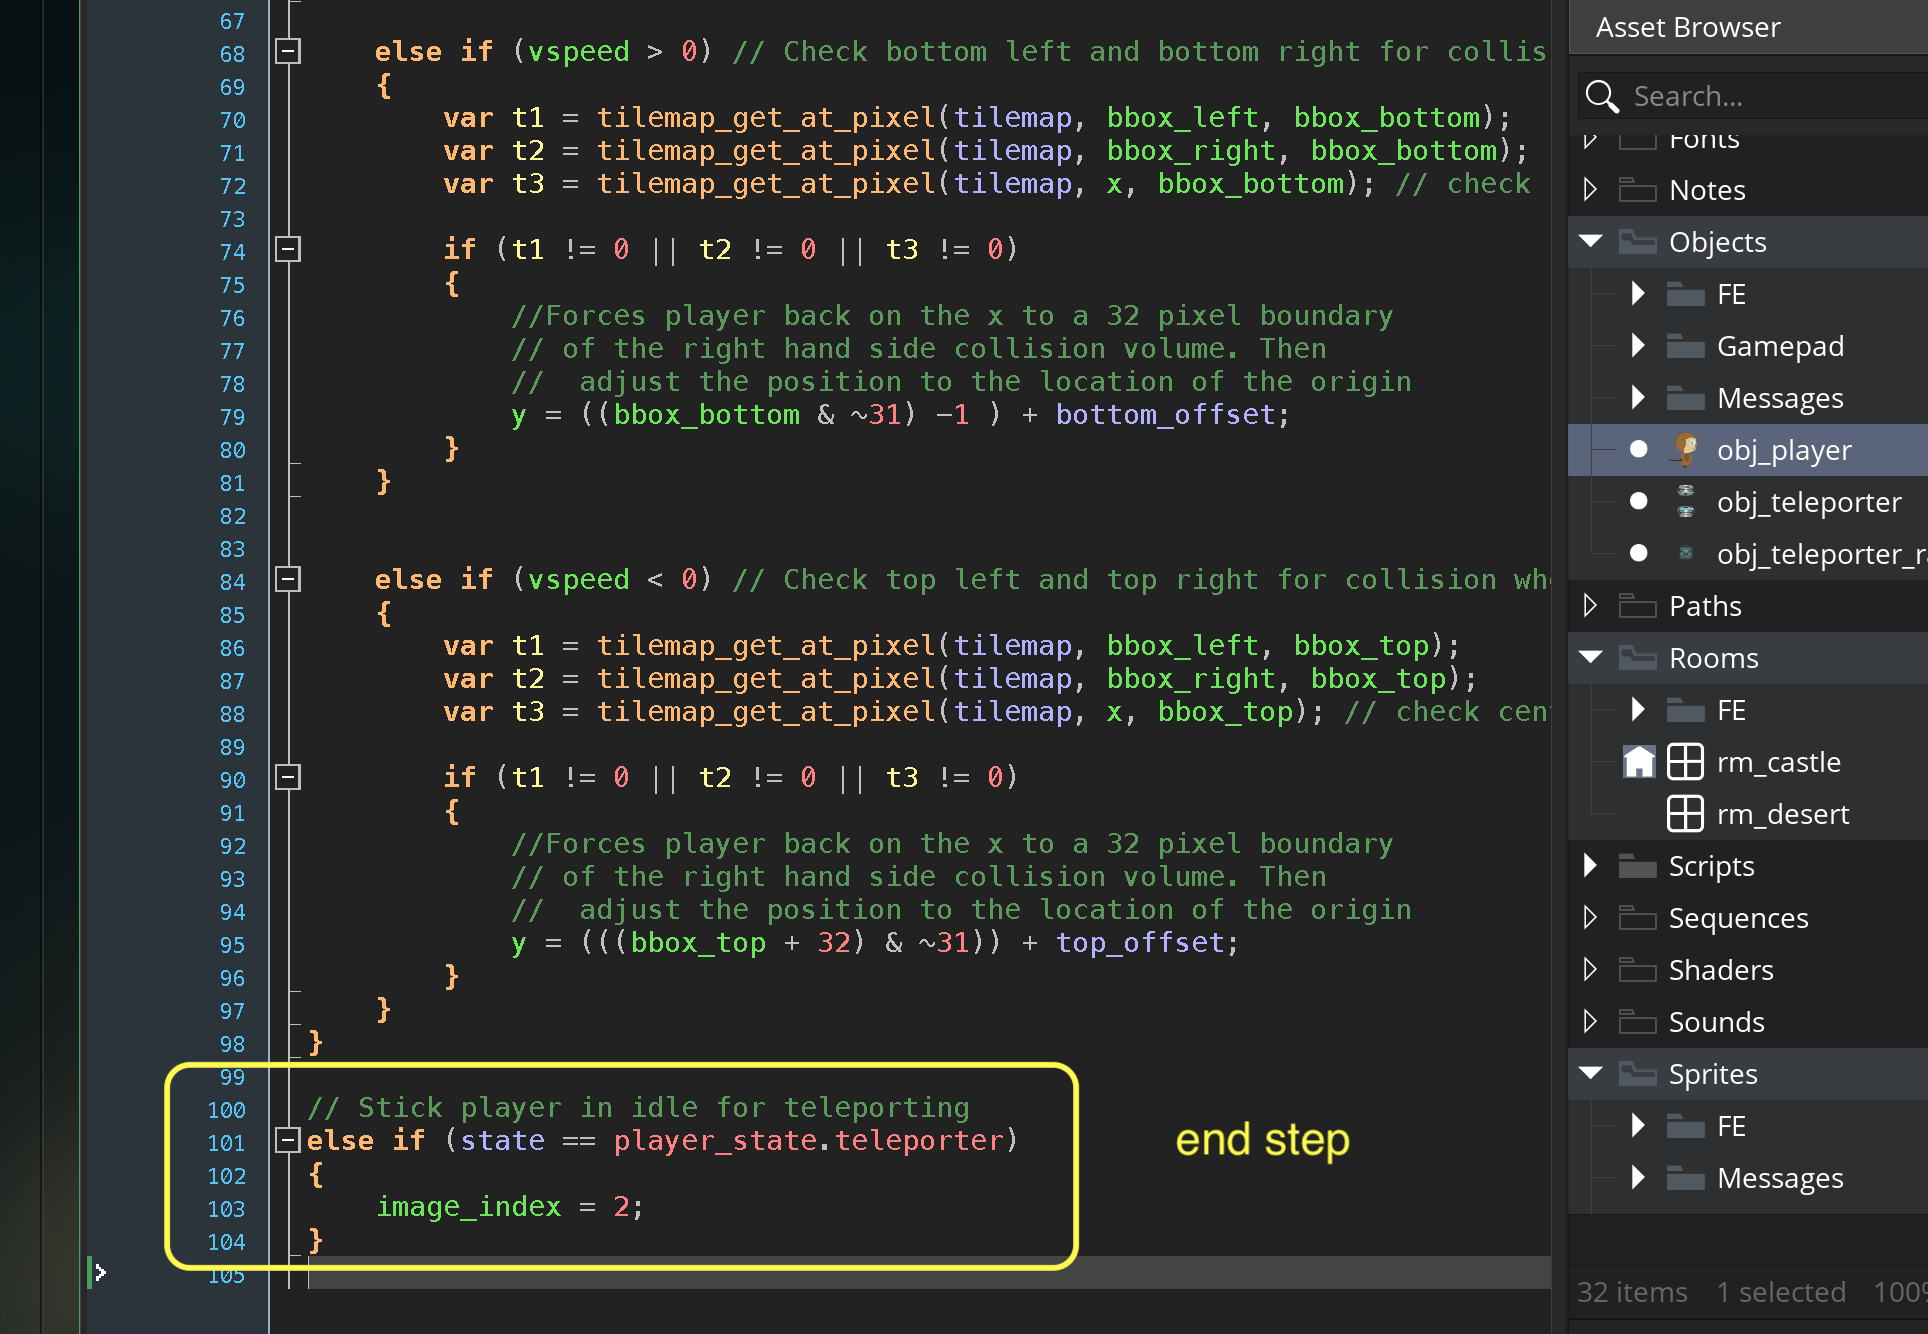 67
68 else if (vspeed > 0) // Check bottom left and bottom right for collis
69 {
70 var t1 = tilemap_get_at_pixel(tilemap, bbox_left, bbox_bottom);
71 var t2 = tilemap_get_at_pixel(tilemap, bbox_right, bbox_bottom);
72 var t3 = tilemap_get_at_pixel(tilemap, x, bbox_bottom); // check
73
74 if (t1 != 0 || t2 != 0 || t3 != 0)
75 {
76 //Forces player back on the x to a 32 pixel boundary
77 // of the right hand side collision volume. Then
78 //  adjust the position to the location of the origin
79 y = ((bbox_bottom & ~31) -1 ) + bottom_offset;
80 }
81 }
82
83
84 else if (vspeed < 0) // Check top left and top right for collision wh
85 {
86 var t1 = tilemap_get_at_pixel(tilemap, bbox_left, bbox_top);
87 var t2 = tilemap_get_at_pixel(tilemap, bbox_right, bbox_top);
88 var t3 = tilemap_get_at_pixel(tilemap, x, bbox_top); // check cen
89
90 if (t1 != 0 || t2 != 0 || t3 != 0)
91 {
92 //Forces player back on the x to a 32 pixel boundary
93 // of the right hand side collision volume. Then
94 //  adjust the position to the location of the origin
95 y = (((bbox_top + 32) & ~31)) + top_offset;
96 }
97 }
98 }
99
100 // Stick player in idle for teleporting
101 else if (state == player_state.teleporter)
102 {
103 image_index = 2;
104 }
105
end step
Asset Browser
Search...
Fonts
Notes
Objects
FE
Gamepad
Messages
obj_player
obj_teleporter
obj_teleporter_r
Paths
Rooms
FE
rm_castle
rm_desert
Scripts
Sequences
Shaders
Sounds
Sprites
FE
Messages
32 items 1 selected 100%